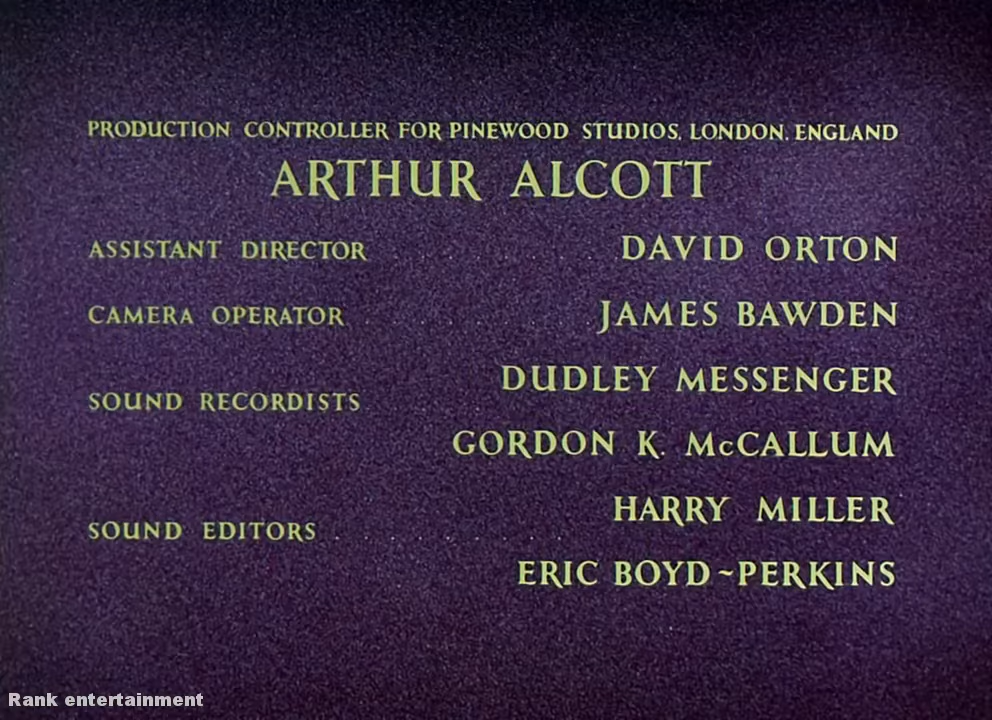 PRODUCTION CONTROLLER FOR PINEWOOD STUDIOS, LONDON, ENGLAND
ARTHUR ALCOTT
ASSISTANT DIRECTOR DAVID ORTON
CAMERA OPERATOR JAMES BAWDEN
DUDLEY MESSENGER
SOUND RECORDISTS
GORDON K. McCALLUM
HARRY MILLER
SOUND EDITORS . . . . . . . .
ERIC BOYD~PERKINS
Rank entertainment